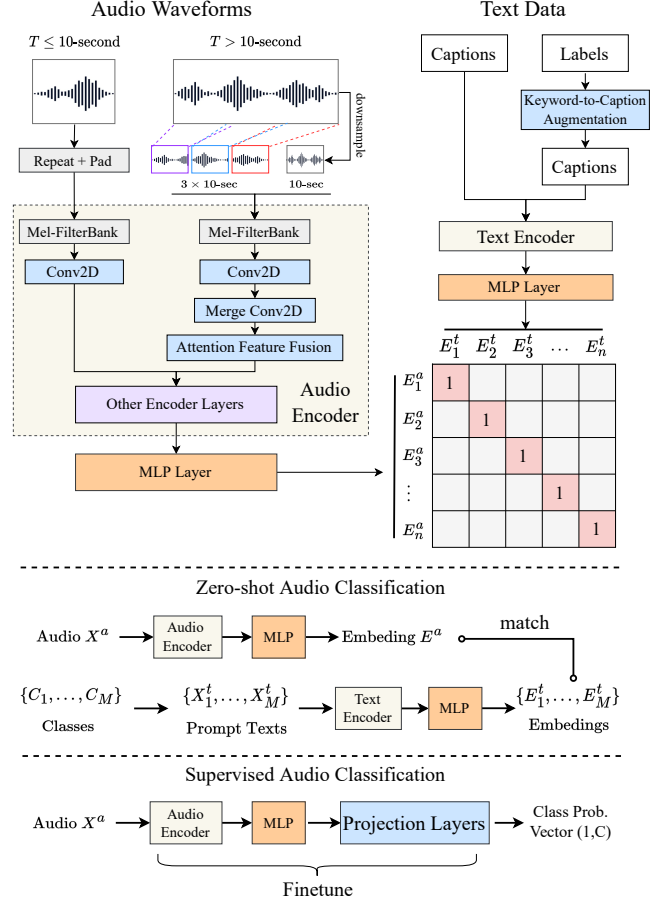 Audio Waveforms
Text Data
T ≤ 10-second
T > 10-second
downsample
3 × 10-sec
10-sec
Repeat + Pad
Mel-FilterBank
Mel-FilterBank
Conv2D
Conv2D
Merge Conv2D
Attention Feature Fusion
Other Encoder Layers
Audio
Encoder
MLP Layer
Captions
Labels
Keyword-to-Caption
Augmentation
Captions
Text Encoder
MLP Layer
E_1^t E_2^t E_3^t … E_n^t
E_1^a 1
E_2^a 1
E_3^a 1
⋮ 1
E_n^a 1
Zero-shot Audio Classification
Audio X^a
Audio
Encoder
MLP
Embeding E^a
match
{C_1, …, C_M}
Classes
{X_1^t, …, X_M^t}
Prompt Texts
Text
Encoder
MLP
{E_1^t, …, E_M^t}
Embedings
Supervised Audio Classification
Audio X^a
Audio
Encoder
MLP
Projection Layers
Class Prob.
Vector (1,C)
Finetune